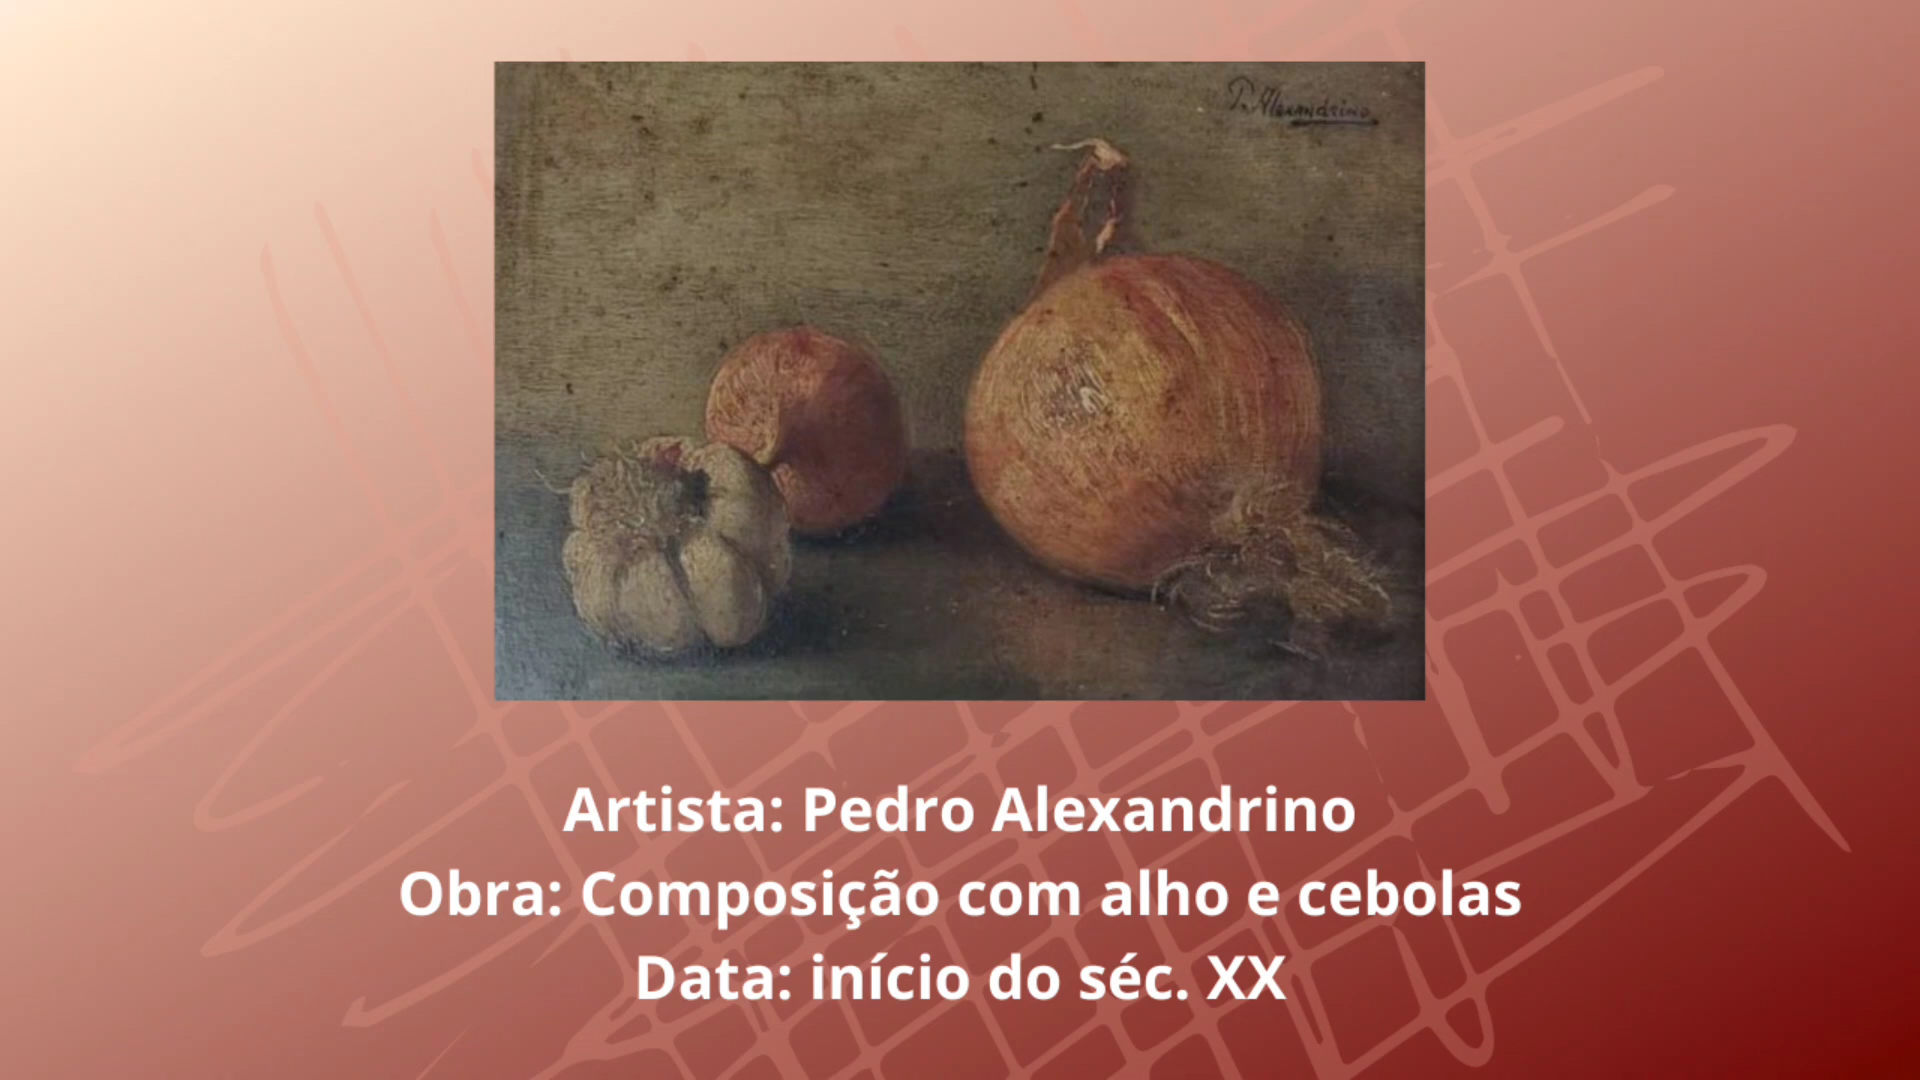 P. Alexandrino
Artista: Pedro Alexandrino
Obra: Composição com alho e cebolas
Data: início do séc. XX